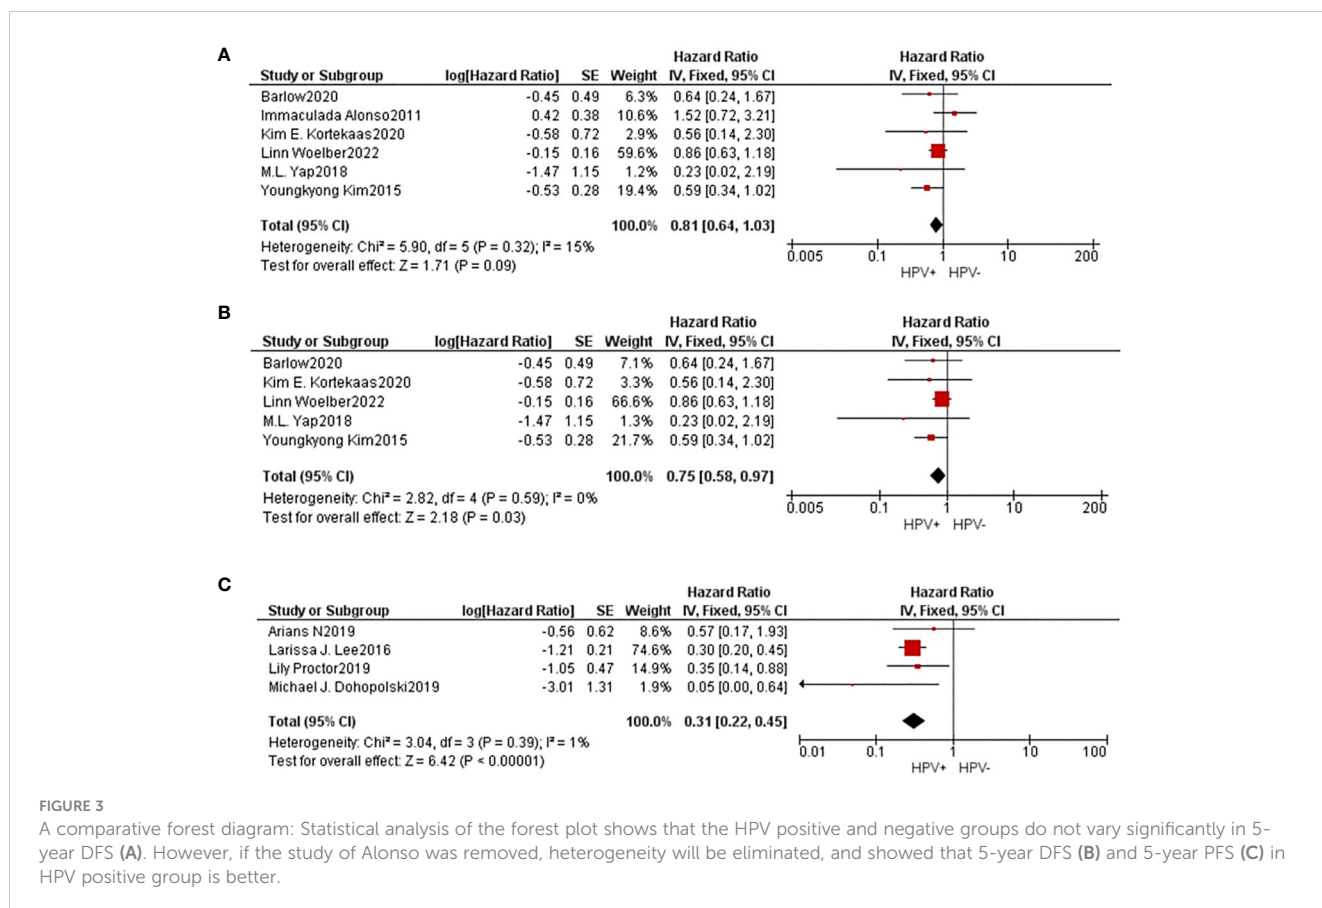 A
Hazard Ratio Hazard Ratio
Study or Subgroup log[Hazard Ratio] SE Weight IV, Fixed, 95% CI IV, Fixed, 95% CI
Barlow2020 -0.45 0.49 6.3% 0.64 [0.24, 1.67]
Immaculada Alonso2011 0.42 0.38 10.6% 1.52 [0.72, 3.21]
Kim E. Kortekaas2020 -0.58 0.72 2.9% 0.56 [0.14, 2.30]
Linn Woelber2022 -0.15 0.16 59.6% 0.86 [0.63, 1.18]
M.L. Yap2018 -1.47 1.15 1.2% 0.23 [0.02, 2.19]
Youngkyong Kim2015 -0.53 0.28 19.4% 0.59 [0.34, 1.02]
Total (95% CI) 100.0% 0.81 [0.64, 1.03]
Heterogeneity: Chi² = 5.90, df = 5 (P = 0.32); I² = 15%
Test for overall effect: Z = 1.71 (P = 0.09)
0.005 0.1 1 10 200
HPV+ HPV-
B
Hazard Ratio Hazard Ratio
Study or Subgroup log[Hazard Ratio] SE Weight IV, Fixed, 95% CI IV, Fixed, 95% CI
Barlow2020 -0.45 0.49 7.1% 0.64 [0.24, 1.67]
Kim E. Kortekaas2020 -0.58 0.72 3.3% 0.56 [0.14, 2.30]
Linn Woelber2022 -0.15 0.16 66.6% 0.86 [0.63, 1.18]
M.L. Yap2018 -1.47 1.15 1.3% 0.23 [0.02, 2.19]
Youngkyong Kim2015 -0.53 0.28 21.7% 0.59 [0.34, 1.02]
Total (95% CI) 100.0% 0.75 [0.58, 0.97]
Heterogeneity: Chi² = 2.82, df = 4 (P = 0.59); I² = 0%
Test for overall effect: Z = 2.18 (P = 0.03)
0.005 0.1 1 10 200
HPV+ HPV-
C
Hazard Ratio Hazard Ratio
Study or Subgroup log[Hazard Ratio] SE Weight IV, Fixed, 95% CI IV, Fixed, 95% CI
Arians N2019 -0.56 0.62 8.6% 0.57 [0.17, 1.93]
Larissa J. Lee2016 -1.21 0.21 74.6% 0.30 [0.20, 0.45]
Lily Proctor2019 -1.05 0.47 14.9% 0.35 [0.14, 0.88]
Michael J. Dohopolski2019 -3.01 1.31 1.9% 0.05 [0.00, 0.64]
Total (95% CI) 100.0% 0.31 [0.22, 0.45]
Heterogeneity: Chi² = 3.04, df = 3 (P = 0.39); I² = 1%
Test for overall effect: Z = 6.42 (P < 0.00001)
0.01 0.1 1 10 100
HPV+ HPV-
FIGURE 3
A comparative forest diagram: Statistical analysis of the forest plot shows that the HPV positive and negative groups do not vary significantly in 5-
year DFS (A). However, if the study of Alonso was removed, heterogeneity will be eliminated, and showed that 5-year DFS (B) and 5-year PFS (C) in
HPV positive group is better.